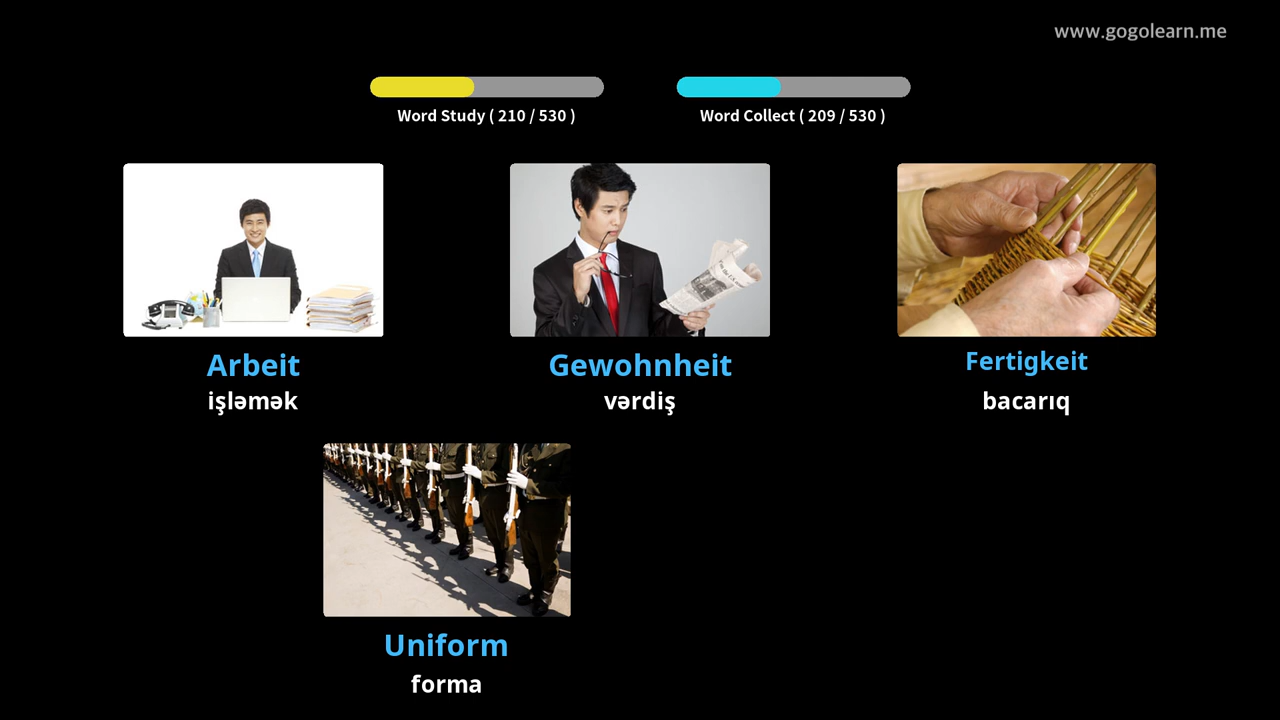 www.gogolearn.me
Word Study ( 210 / 530 )
Word Collect ( 209 / 530 )
Arbeit
işləmək
Gewohnheit
vərdiş
Fertigkeit
bacarıq
Uniform
forma